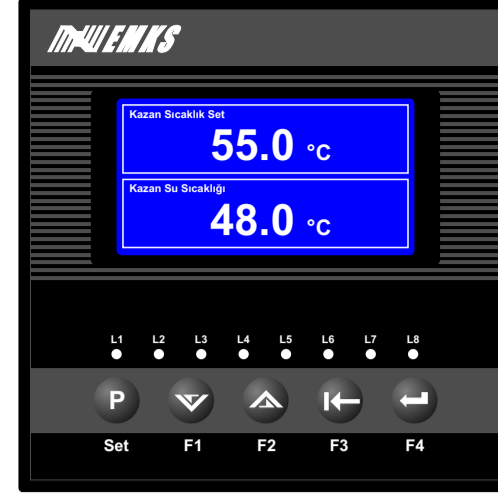 EMKS
Kazan Sıcaklık Set
55.0 °C
Kazan Su Sıcaklığı
48.0 °C
L1 L2 L3 L4 L5 L6 L7 L8
P
Set F1 F2 F3 F4